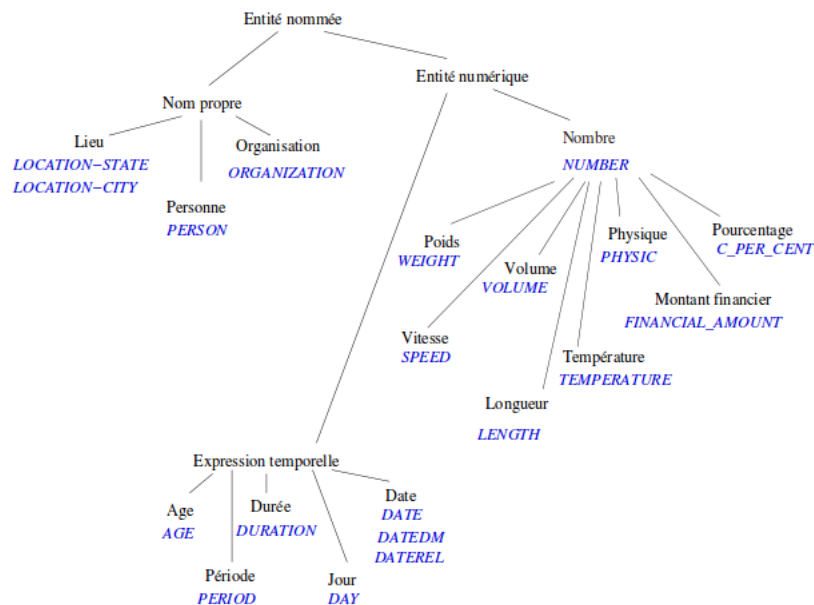 Entité nommée
Entité numérique
Nom propre
Lieu
LOCATION−STATE
LOCATION−CITY
Organisation
ORGANIZATION
Personne
PERSON
Nombre
NUMBER
Poids
WEIGHT
Volume
VOLUME
Physique
PHYSIC
Pourcentage
C_PER_CENT
Montant financier
FINANCIAL_AMOUNT
Vitesse
SPEED
Température
TEMPERATURE
Longueur
LENGTH
Expression temporelle
Age
AGE
Durée
DURATION
Date
DATE
DATEDM
DATEREL
Période
PERIOD
Jour
DAY